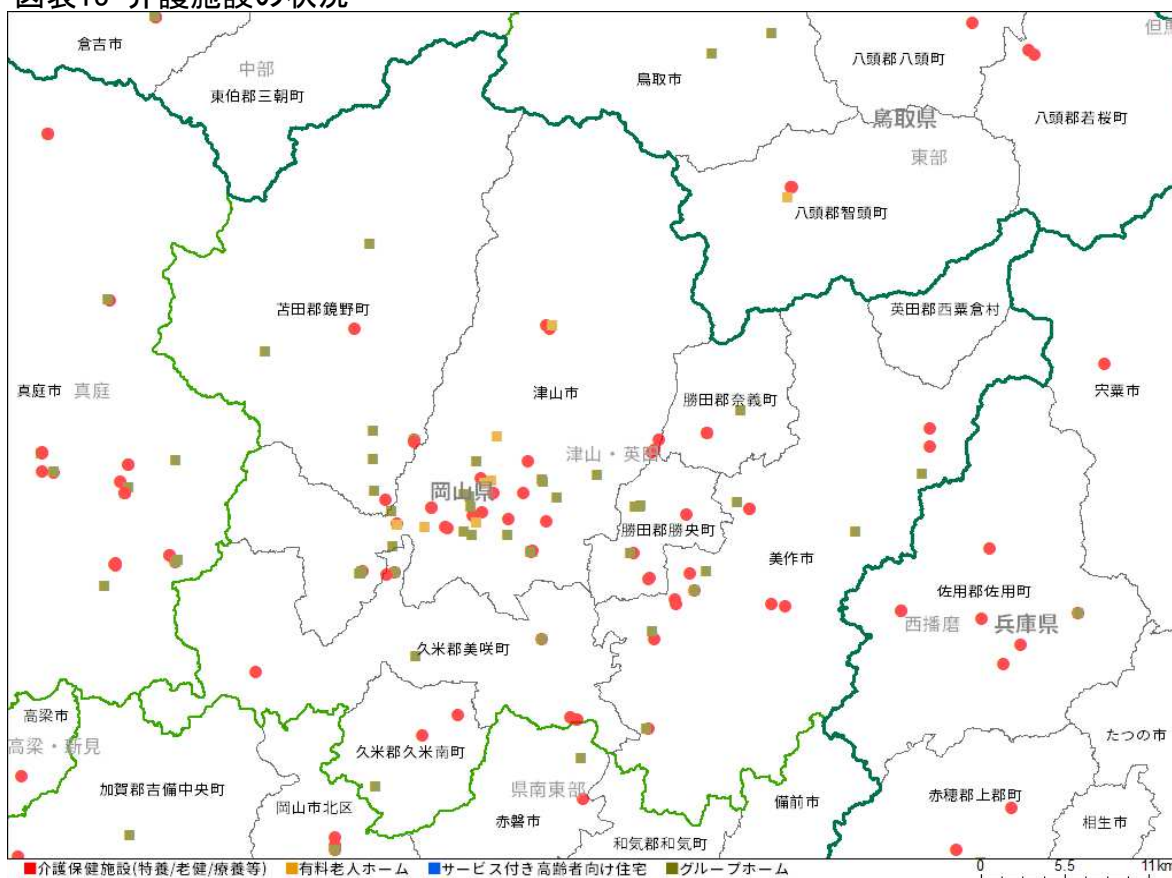 図表16 介護施設の状況
倉吉市
中部
東伯郡三朝町
鳥取市
八頭郡八頭町
八頭郡若桜町
鳥取県
東部
八頭郡智頭町
英田郡西粟倉村
苫田郡鏡野町
真庭市 真庭
津山市
勝田郡奈義町
宍粟市
津山・英田
岡山県
勝田郡勝央町
美作市
佐用郡佐用町
西播磨 兵庫県
久米郡美咲町
高梁市
高梁・新見
久米郡久米南町
たつの市
加賀郡吉備中央町
県南東部
岡山市北区
備前市
赤穂郡上郡町
赤磐市
相生市
和気郡和気町
介護保健施設(特養/老健/療養等) 有料老人ホーム サービス付き高齢者向け住宅 グループホーム
0 5.5 11km